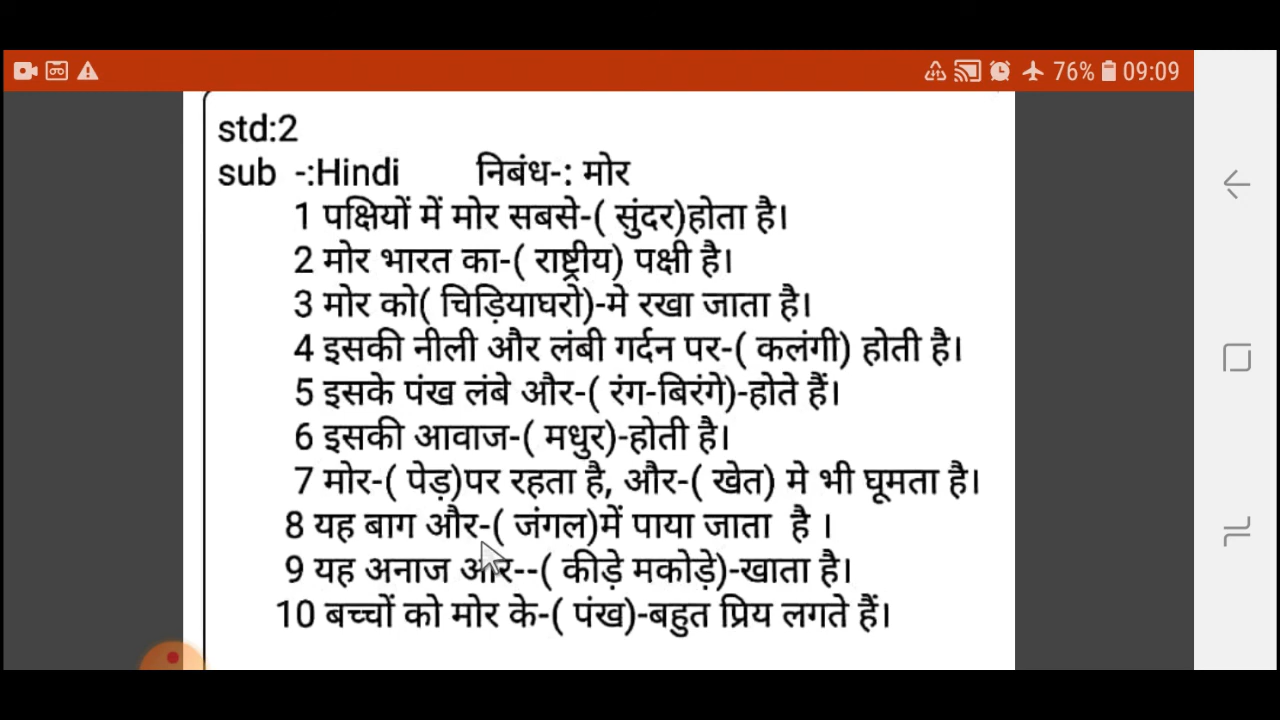 76% 09:09
std:2
sub -:Hindi निबंध-: मोर
1 पक्षियों में मोर सबसे-( सुंदर)होता है।
2 मोर भारत का-( राष्ट्रीय) पक्षी है।
3 मोर को( चिड़ियाघरो)-मे रखा जाता है।
4 इसकी नीली और लंबी गर्दन पर-( कलंगी) होती है।
5 इसके पंख लंबे और-( रंग-बिरंगे)-होते हैं।
6 इसकी आवाज-( मधुर)-होती है।
7 मोर-( पेड़)पर रहता है, और-( खेत) मे भी घूमता है।
8 यह बाग और-( जंगल)में पाया जाता है ।
9 यह अनाज और--( कीड़े मकोड़े)-खाता है।
10 बच्चों को मोर के-( पंख)-बहुत प्रिय लगते हैं।